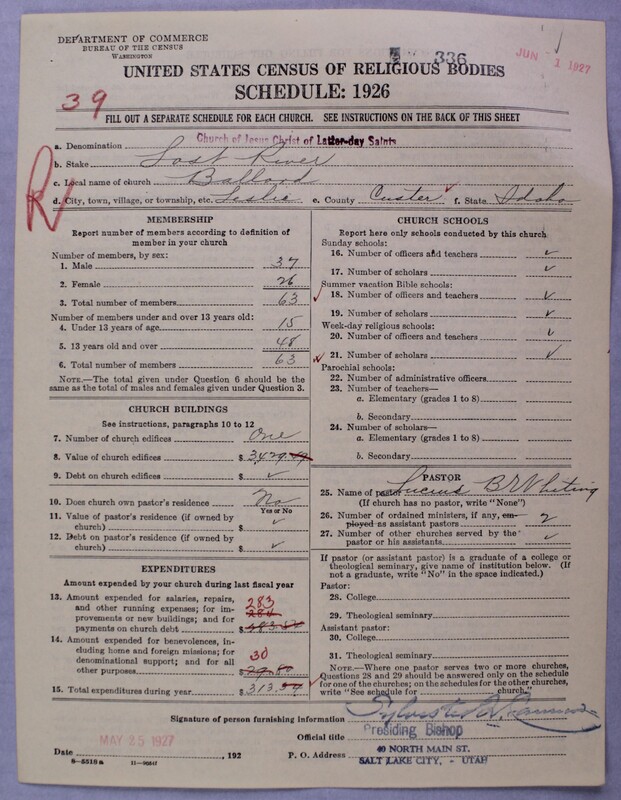 DEPARTMENT OF COMMERCE
BUREAU OF THE CENSUS
WASHINGTON
336
JUN 1 1927
UNITED STATES CENSUS OF RELIGIOUS BODIES
SCHEDULE: 1926
39
FILL OUT A SEPARATE SCHEDULE FOR EACH CHURCH. SEE INSTRUCTIONS ON THE BACK OF THIS SHEET
a. Denomination Church of Jesus Christ of Latter-day Saints
b. Stake Lost River
c. Local name of church Ballard
d. City, town, village, or township, etc. Leslie e. County Custer f. State Idaho
R
MEMBERSHIP
Report number of members according to definition of
member in your church
Number of members, by sex:
1. Male 37
2. Female 26
3. Total number of members 63
Number of members under and over 13 years old:
4. Under 13 years of age 15
5. 13 years old and over 48
6. Total number of members 63
NOTE.—The total given under Question 6 should be the
same as the total of males and females given under Question 3.
CHURCH BUILDINGS
See instructions, paragraphs 10 to 12
7. Number of church edifices One
8. Value of church edifices $ 3429
9. Debt on church edifices $ ✓
10. Does church own pastor's residence No
Yes or No
11. Value of pastor's residence (if owned by
church) $ ✓
12. Debt on pastor's residence (if owned by
church) $ ✓
EXPENDITURES
Amount expended by your church during last fiscal year
13. Amount expended for salaries, repairs,
and other running expenses; for im-
provements or new buildings; and for
payments on church debt $
283
284
14. Amount expended for benevolences, in-
cluding home and foreign missions; for
denominational support; and for all
other purposes $
30
15. Total expenditures during year $ 313
CHURCH SCHOOLS
Report here only schools conducted by this church
Sunday schools:
16. Number of officers and teachers ✓
17. Number of scholars ✓
Summer vacation Bible schools:
18. Number of officers and teachers ✓
19. Number of scholars ✓
Week-day religious schools:
20. Number of officers and teachers ✓
21. Number of scholars ✓
Parochial schools:
22. Number of administrative officers
23. Number of teachers—
a. Elementary (grades 1 to 8)
b. Secondary
24. Number of scholars—
a. Elementary (grades 1 to 8)
b. Secondary
PASTOR
25. Name of pastor B R Whiting
(If church has no pastor, write "None")
26. Number of ordained ministers, if any, em-
ployed as assistant pastors 2
27. Number of other churches served by the
pastor or his assistants ✓
If pastor (or assistant pastor) is a graduate of a college or
theological seminary, give name of institution below. (If
not a graduate, write "No" in the space indicated.)
Pastor:
28. College
29. Theological seminary
Assistant pastor:
30. College
31. Theological seminary
NOTE.—Where one pastor serves two or more churches,
Questions 28 and 29 should be answered only on the schedule
for one of the churches; on the schedules for the other churches,
write "See schedule for church."
Signature of person furnishing information
Official title Presiding Bishop
Date MAY 25 1927, 192 P. O. Address 40 NORTH MAIN ST.
SALT LAKE CITY, - UTAH
8-5518a